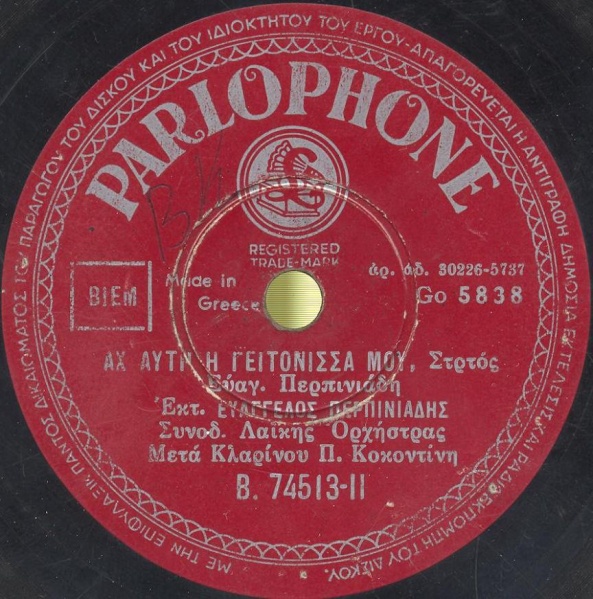 ΜΕ ΤΗΝ ΕΠΙΦΥΛΑΞΙΝ ΠΑΝΤΟΣ ΔΙΚΑΙΩΜΑΤΟΣ ΤΟΥ ΠΑΡΑΓΩΓΟΥ ΤΟΥ ΔΙΣΚΟΥ ΚΑΙ ΤΟΥ ΙΔΙΟΚΤΗΤΟΥ ΤΟΥ ΕΡΓΟΥ·ΑΠΑΓΟΡΕΥΕΤΑΙ Η ΑΝΤΙΓΡΑΦΗ ΔΗΜΟΣΙΑ ΕΚΤΕΛΕΣΙΣ ΚΑΙ ΡΑΔΙΟΕΚΠΟΜΠΗ ΤΟΥ ΔΙΣΚΟΥ.
PARLOPHONE
REGISTERED
TRADE-MARK
BIEM
Made in
Greece
ἀρ. ἀδ. 30226-5737
Go 5838
ΑΧ ΑΥΤΗ Η ΓΕΙΤΟΝΙΣΣΑ ΜΟΥ, Στρτός
Εὐαγ. Περπινιάδη
Ἐκτ. ΕΥΑΓΓΕΛΟΣ ΠΕΡΠΙΝΙΑΔΗΣ
Συνοδ. Λαϊκῆς Ὀρχήστρας
Μετά Κλαρίνου Π. Κοκοντίνη
B. 74513-II